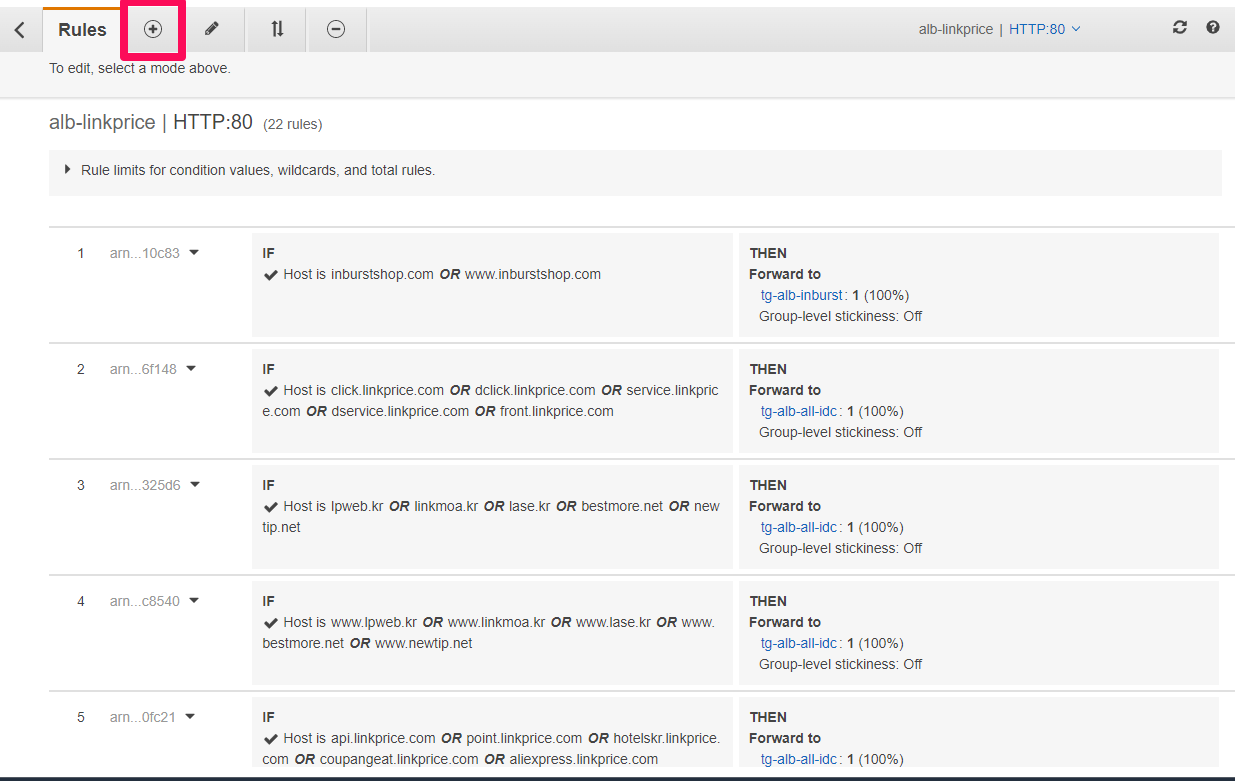 Rules
alb-linkprice | HTTP:80
To edit, select a mode above.
alb-linkprice | HTTP:80 (22 rules)
Rule limits for condition values, wildcards, and total rules.
1 arn...10c83
IF
Host is inburstshop.com OR www.inburstshop.com
THEN
Forward to
tg-alb-inburst: 1 (100%)
Group-level stickiness: Off
2 arn...6f148
IF
Host is click.linkprice.com OR dclick.linkprice.com OR service.linkpric
e.com OR dservice.linkprice.com OR front.linkprice.com
THEN
Forward to
tg-alb-all-idc: 1 (100%)
Group-level stickiness: Off
3 arn...325d6
IF
Host is lpweb.kr OR linkmoa.kr OR lase.kr OR bestmore.net OR new
tip.net
THEN
Forward to
tg-alb-all-idc: 1 (100%)
Group-level stickiness: Off
4 arn...c8540
IF
Host is www.lpweb.kr OR www.linkmoa.kr OR www.lase.kr OR www.
bestmore.net OR www.newtip.net
THEN
Forward to
tg-alb-all-idc: 1 (100%)
Group-level stickiness: Off
5 arn...0fc21
IF
Host is api.linkprice.com OR point.linkprice.com OR hotelskr.linkprice.
com OR coupangeat.linkprice.com OR aliexpress.linkprice.com
THEN
Forward to
tg-alb-all-idc: 1 (100%)